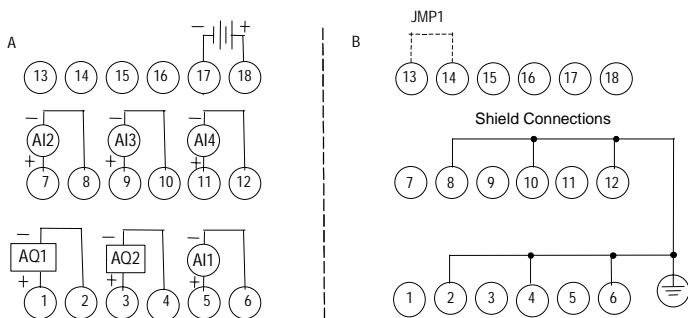 A
− +
13 14 15 16 17 18
− − −
AI2 AI3 AI4
+ + +
7 8 9 10 11 12
− − −
AQ1 AQ2 AI1
+ + +
1 2 3 4 5 6
B
JMP1
13 14 15 16 17 18
Shield Connections
7 8 9 10 11 12
1 2 3 4 5 6